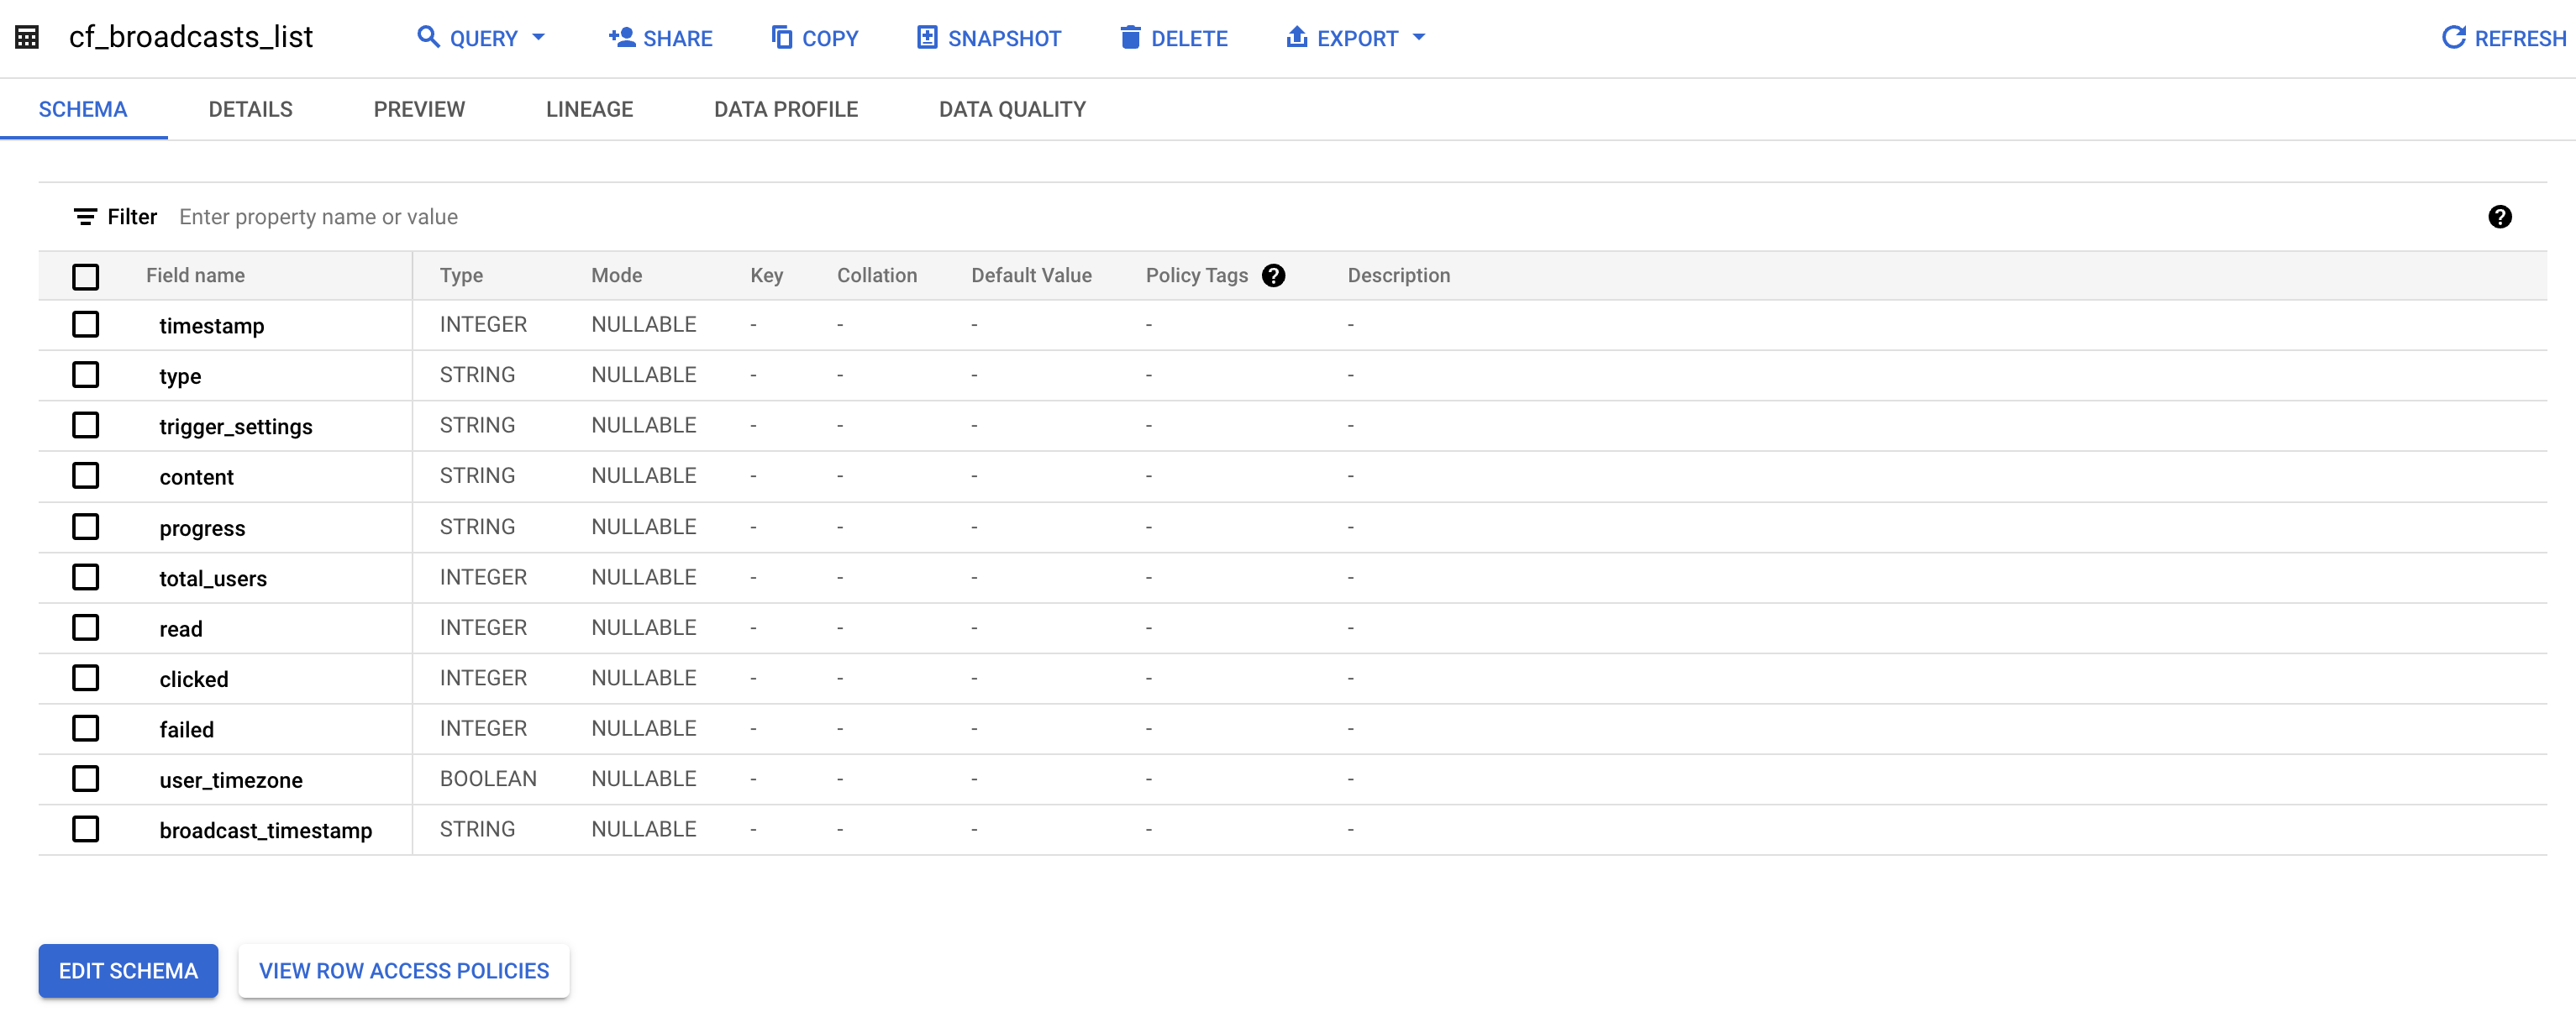 cf_broadcasts_list QUERY SHARE COPY SNAPSHOT DELETE EXPORT REFRESH
SCHEMA DETAILS PREVIEW LINEAGE DATA PROFILE DATA QUALITY
Filter Enter property name or value ?
Field name Type Mode Key Collation Default Value Policy Tags ? Description
timestamp INTEGER NULLABLE - - - - -
type STRING NULLABLE - - - - -
trigger_settings STRING NULLABLE - - - - -
content STRING NULLABLE - - - - -
progress STRING NULLABLE - - - - -
total_users INTEGER NULLABLE - - - - -
read INTEGER NULLABLE - - - - -
clicked INTEGER NULLABLE - - - - -
failed INTEGER NULLABLE - - - - -
user_timezone BOOLEAN NULLABLE - - - - -
broadcast_timestamp STRING NULLABLE - - - - -
EDIT SCHEMA VIEW ROW ACCESS POLICIES